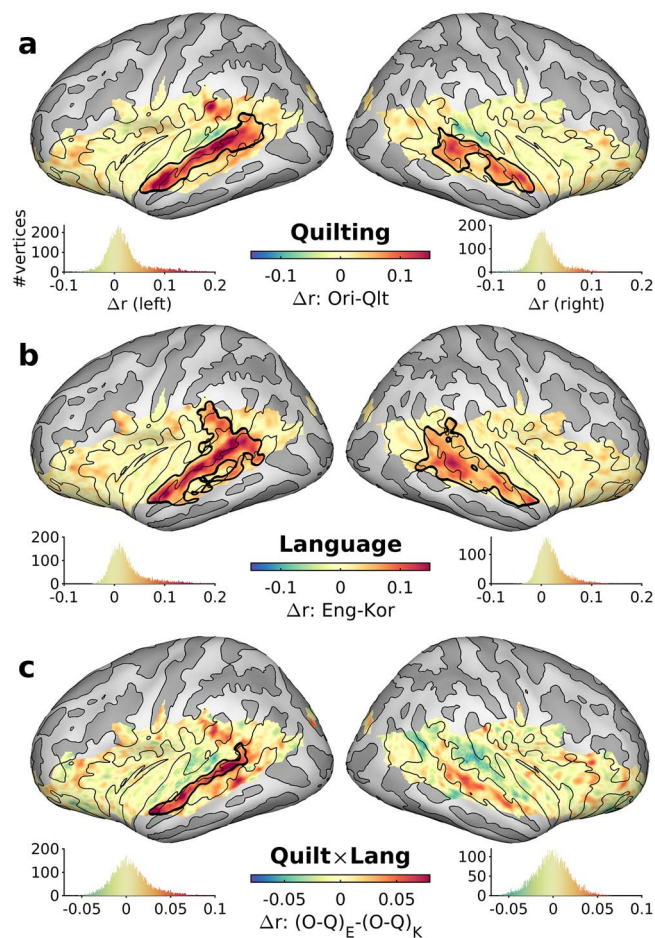 a
200
100
0
#vertices
-0.1 0 0.1 0.2
Δr (left)
Quilting
-0.1 0 0.1
Δr: Ori-Qlt
200
100
0
-0.1 0 0.1 0.2
Δr (right)
b
200
100
0
-0.1 0 0.1 0.2
Language
-0.1 0 0.1
Δr: Eng-Kor
100
0
-0.1 0 0.1 0.2
c
200
100
0
-0.05 0 0.05 0.1
Quilt×Lang
-0.05 0 0.05
Δr: (O-Q)E-(O-Q)K
100
50
0
-0.05 0 0.05 0.1